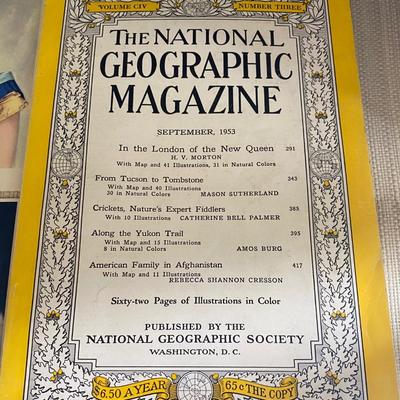 VOLUME CIV NUMBER THREE
THE NATIONAL
GEOGRAPHIC
MAGAZINE
SEPTEMBER, 1953
In the London of the New Queen 291
H. V. MORTON
With Map and 41 Illustrations, 31 in Natural Colors
From Tucson to Tombstone 343
With Map and 40 Illustrations
30 in Natural Colors MASON SUTHERLAND
Crickets, Nature's Expert Fiddlers 385
With 10 Illustrations CATHERINE BELL PALMER
Along the Yukon Trail 395
With Map and 15 Illustrations
8 in Natural Colors AMOS BURG
American Family in Afghanistan 417
With Map and 11 Illustrations
REBECCA SHANNON CRESSON
Sixty-two Pages of Illustrations in Color
PUBLISHED BY THE
NATIONAL GEOGRAPHIC SOCIETY
WASHINGTON, D. C.
$6.50 A YEAR 65¢ THE COPY